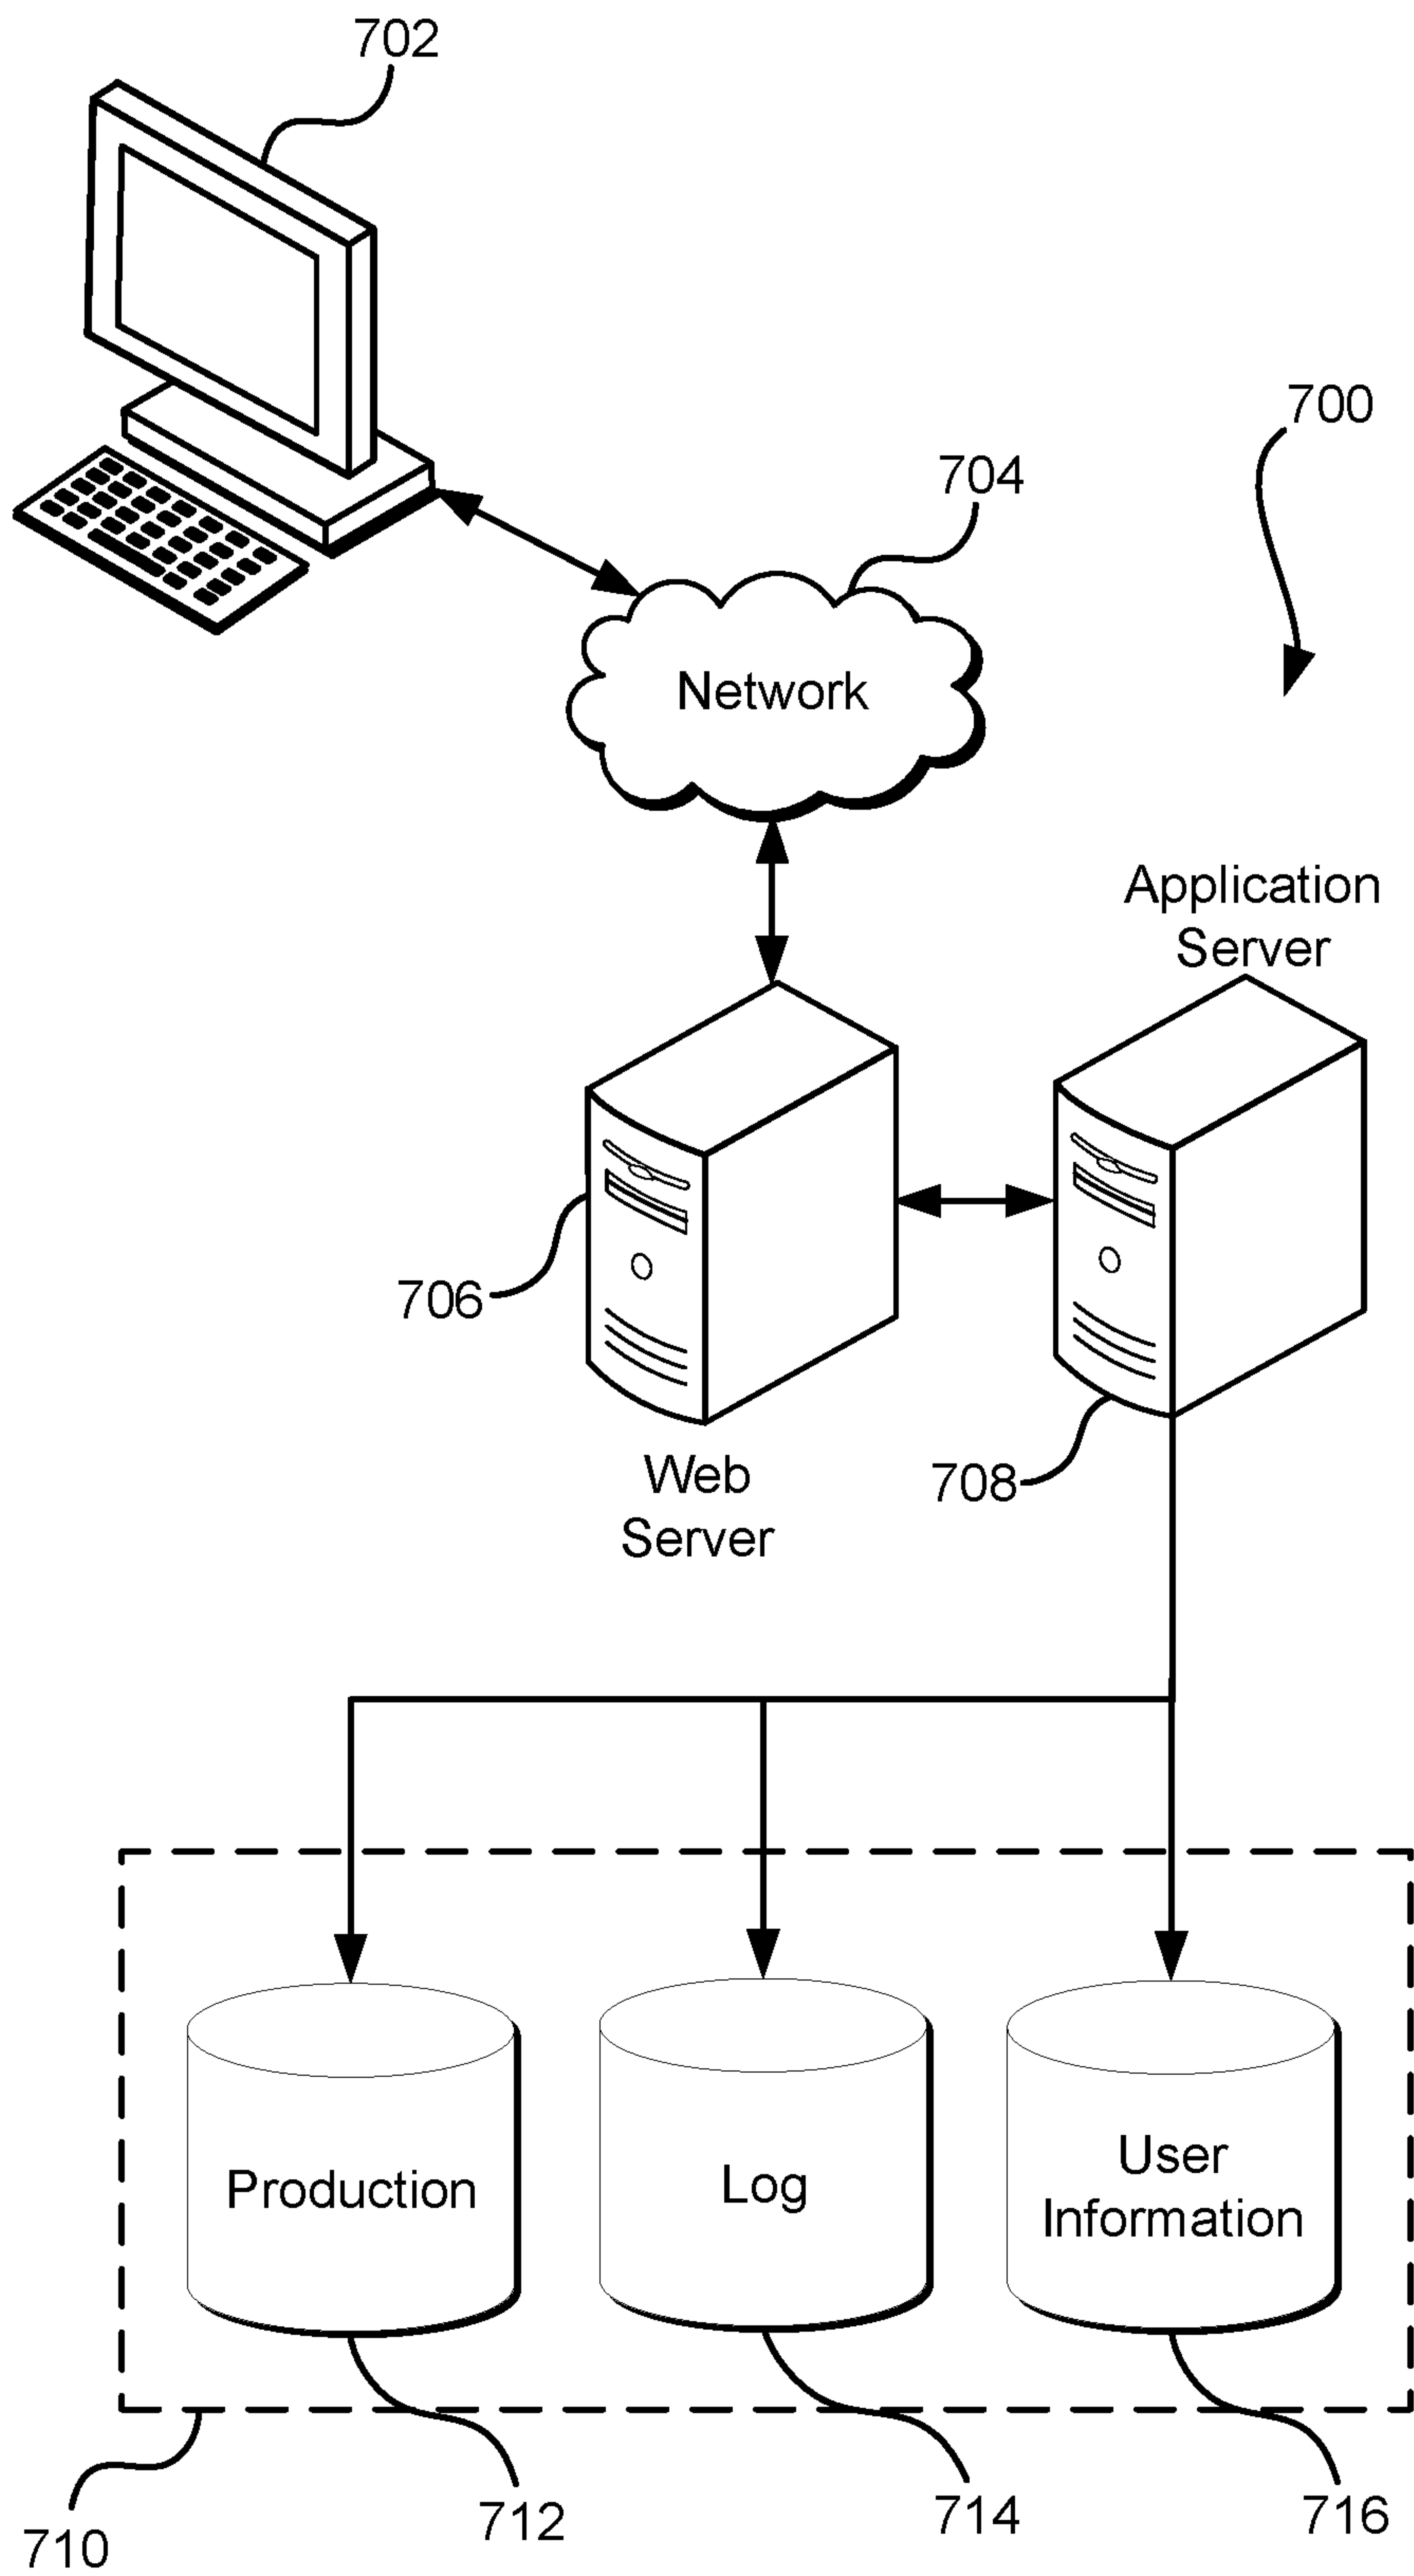 702
700
704
Network
Application
Server
706
708
Web
Server
Production
Log
User
Information
710
712
714
716